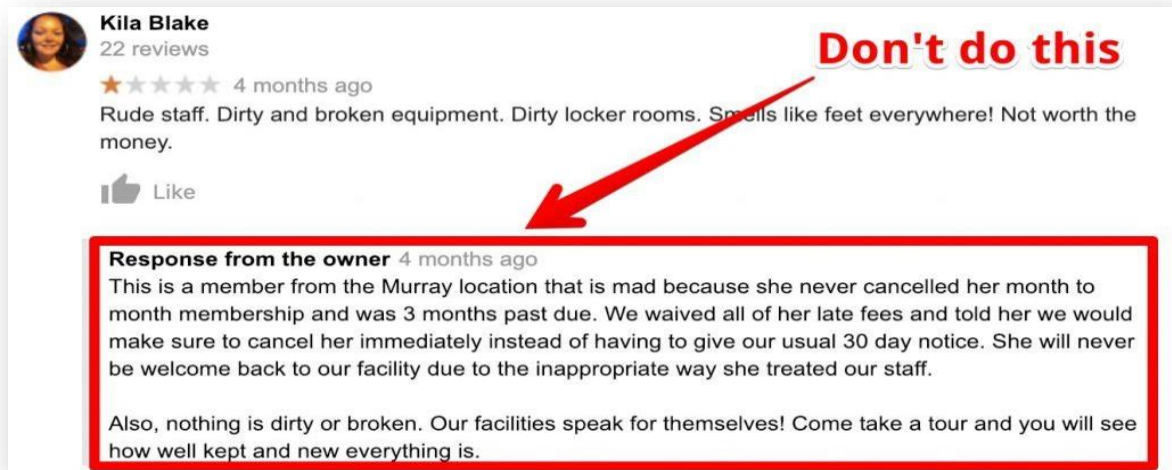 Kila Blake
22 reviews
Don't do this
4 months ago
Rude staff. Dirty and broken equipment. Dirty locker rooms. Smells like feet everywhere! Not worth the
money.
Like
Response from the owner 4 months ago
This is a member from the Murray location that is mad because she never cancelled her month to
month membership and was 3 months past due. We waived all of her late fees and told her we would
make sure to cancel her immediately instead of having to give our usual 30 day notice. She will never
be welcome back to our facility due to the inappropriate way she treated our staff.
Also, nothing is dirty or broken. Our facilities speak for themselves! Come take a tour and you will see
how well kept and new everything is.